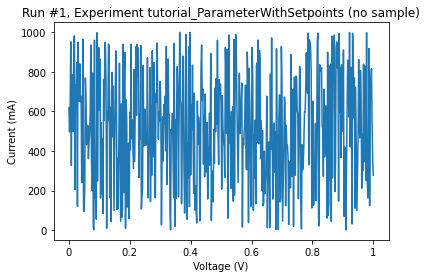 Run #1, Experiment tutorial_ParameterWithSetpoints (no sample)
1000
800
600
400
200
0
Current (mA)
0 0.2 0.4 0.6 0.8 1
Voltage (V)